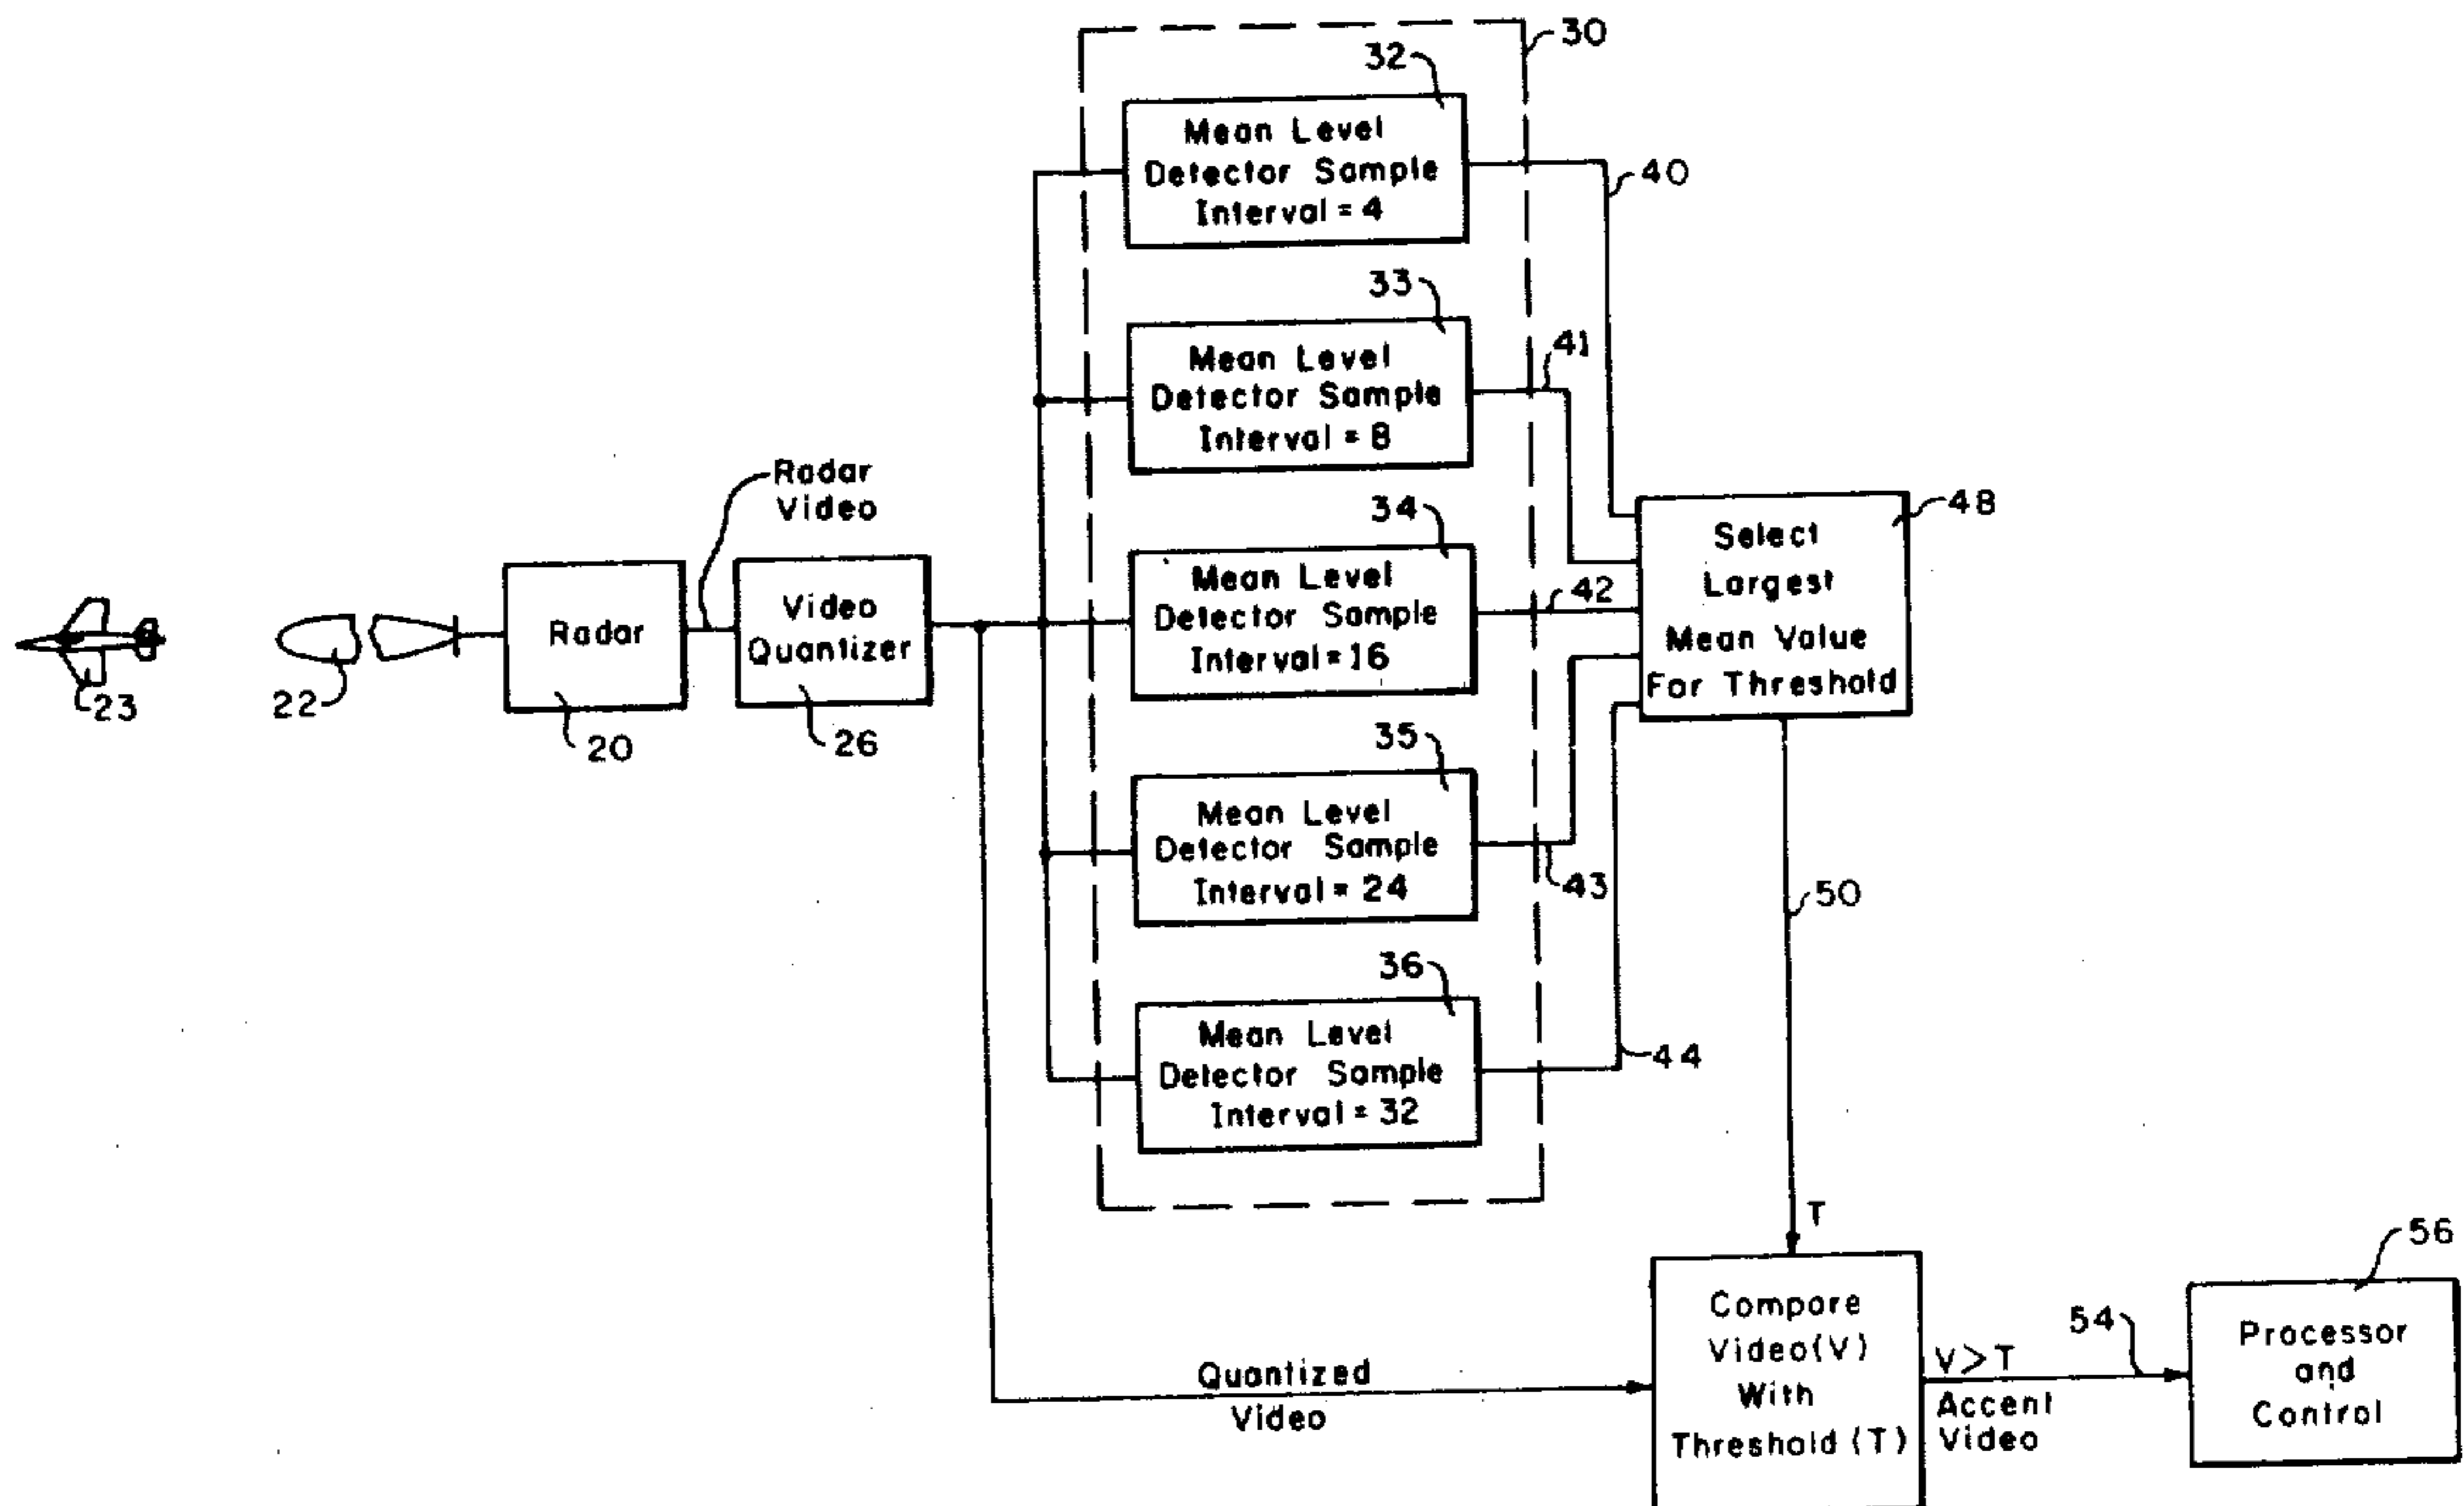 30
32
Mean Level
Detector Sample
Interval = 4
40
33
Mean Level
Detector Sample
Interval = 8
41
Radar
Video
34
Mean Level
Detector Sample
Interval = 16
42
48
Select
Largest
Mean Value
For Threshold
Radar
Video
Quantizer
23
22
20
26
35
Mean Level
Detector Sample
Interval = 24
43
50
36
Mean Level
Detector Sample
Interval = 32
44
T
56
Compare
Video(V)
With
Threshold (T)
Quantized
Video
V>T
Accent
Video
54
Processor
and
Control